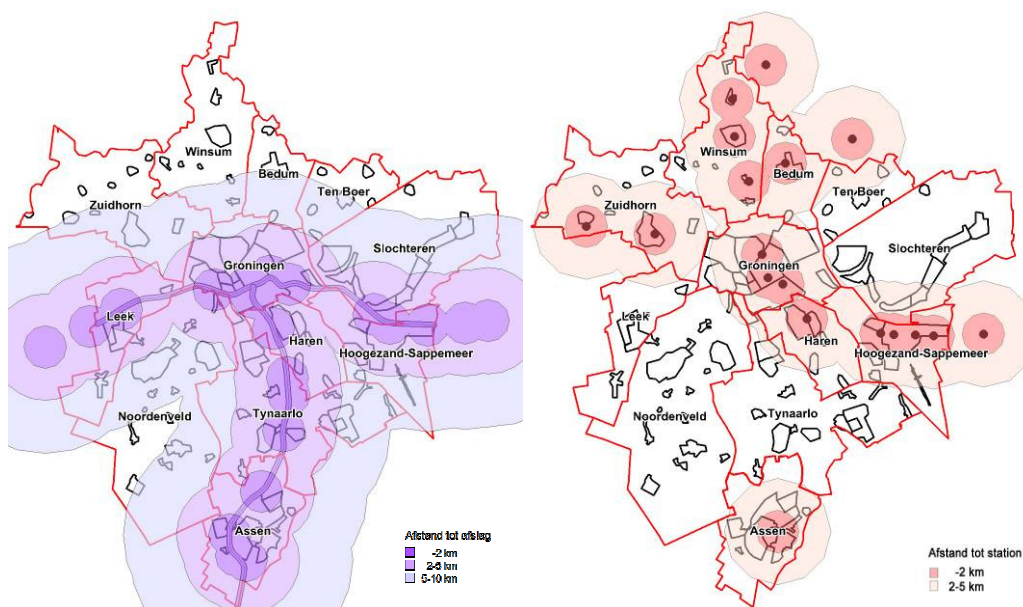 Winsum
Bedum
Ten Boer
Zuidhorn
Slochteren
Groningen
Leek
Haren
Hoogezand-Sappemeer
Noordenveld
Tynaarlo
Assen
Afstand tot afslag
-2 km
2-5 km
5-10 km
Winsum
Bedum
Ten Boer
Zuidhorn
Slochteren
Groningen
Leek
Haren
Hoogezand-Sappemeer
Noordenveld
Tynaarlo
Assen
Afstand tot station
-2 km
2-5 km